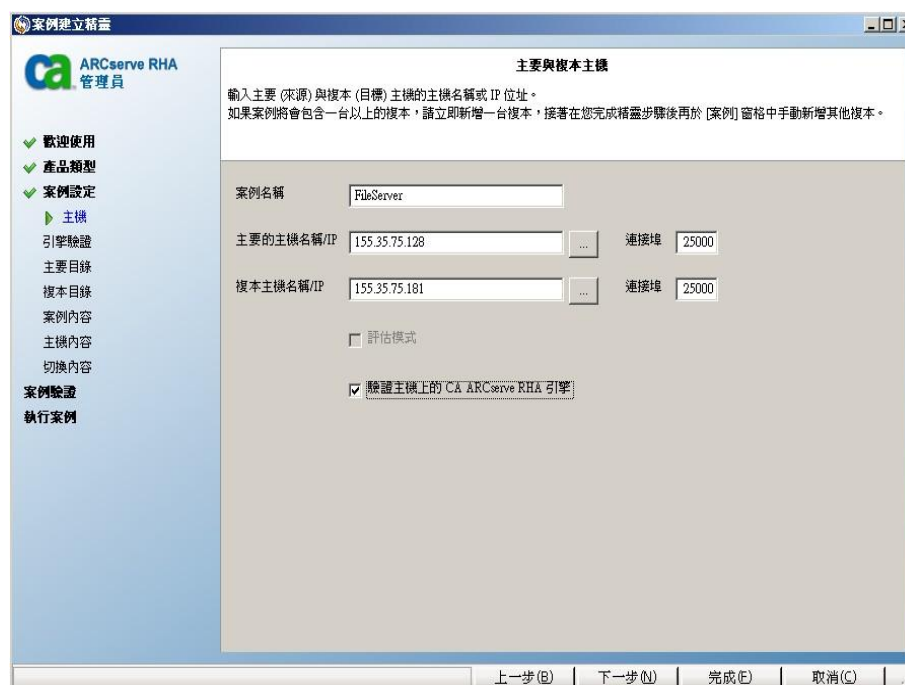 案例建立精靈
ca
ARCserve RHA
管理員
歡迎使用
產品類型
案例設定
主機
引擎驗證
主要目錄
複本目錄
案例內容
主機內容
切換內容
案例驗證
執行案例
主要與複本主機
輸入主要 (來源) 與複本 (目標) 主機的主機名稱或 IP 位址。
如果案例將會包含一台以上的複本，請立即新增一台複本，接著在您完成精靈步驟後再於 [案例] 窗格中手動新增其他複本。
案例名稱 FileServer
主要的主機名稱/IP 155.35.75.128 ... 連接埠 25000
複本主機名稱/IP 155.35.75.181 ... 連接埠 25000
評估模式
驗證主機上的 CA ARCserve RHA 引擎
上一步(B) 下一步(N) 完成(F) 取消(C)